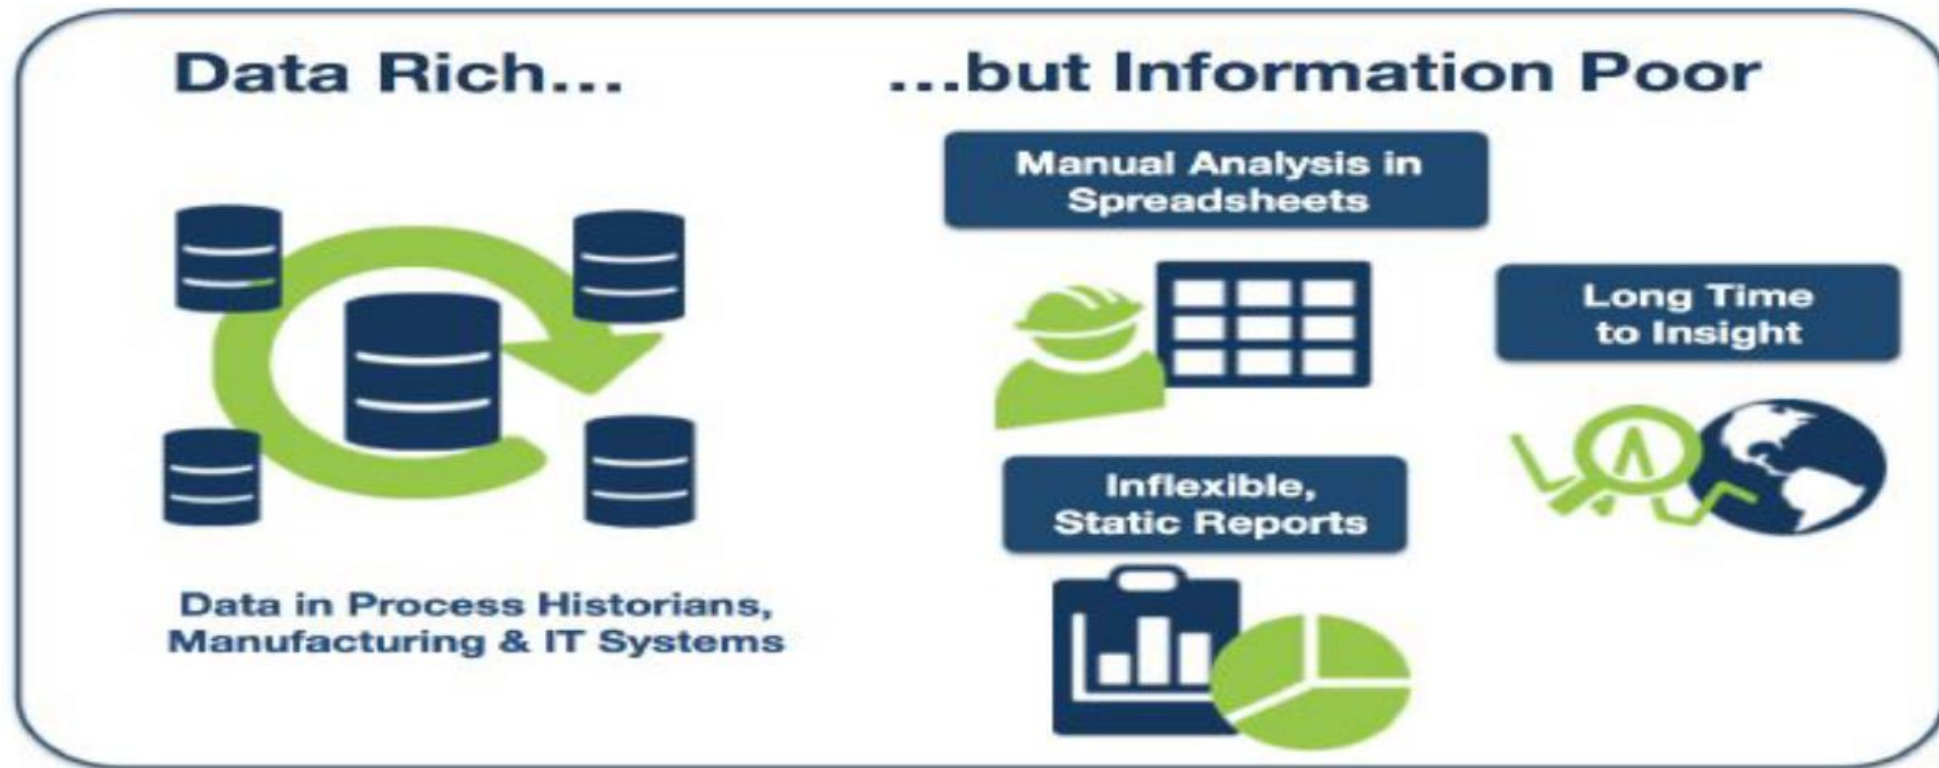 Data Rich...
...but Information Poor
Manual Analysis in
Spreadsheets
Long Time
to Insight
Inflexible,
Static Reports
Data in Process Historians,
Manufacturing & IT Systems